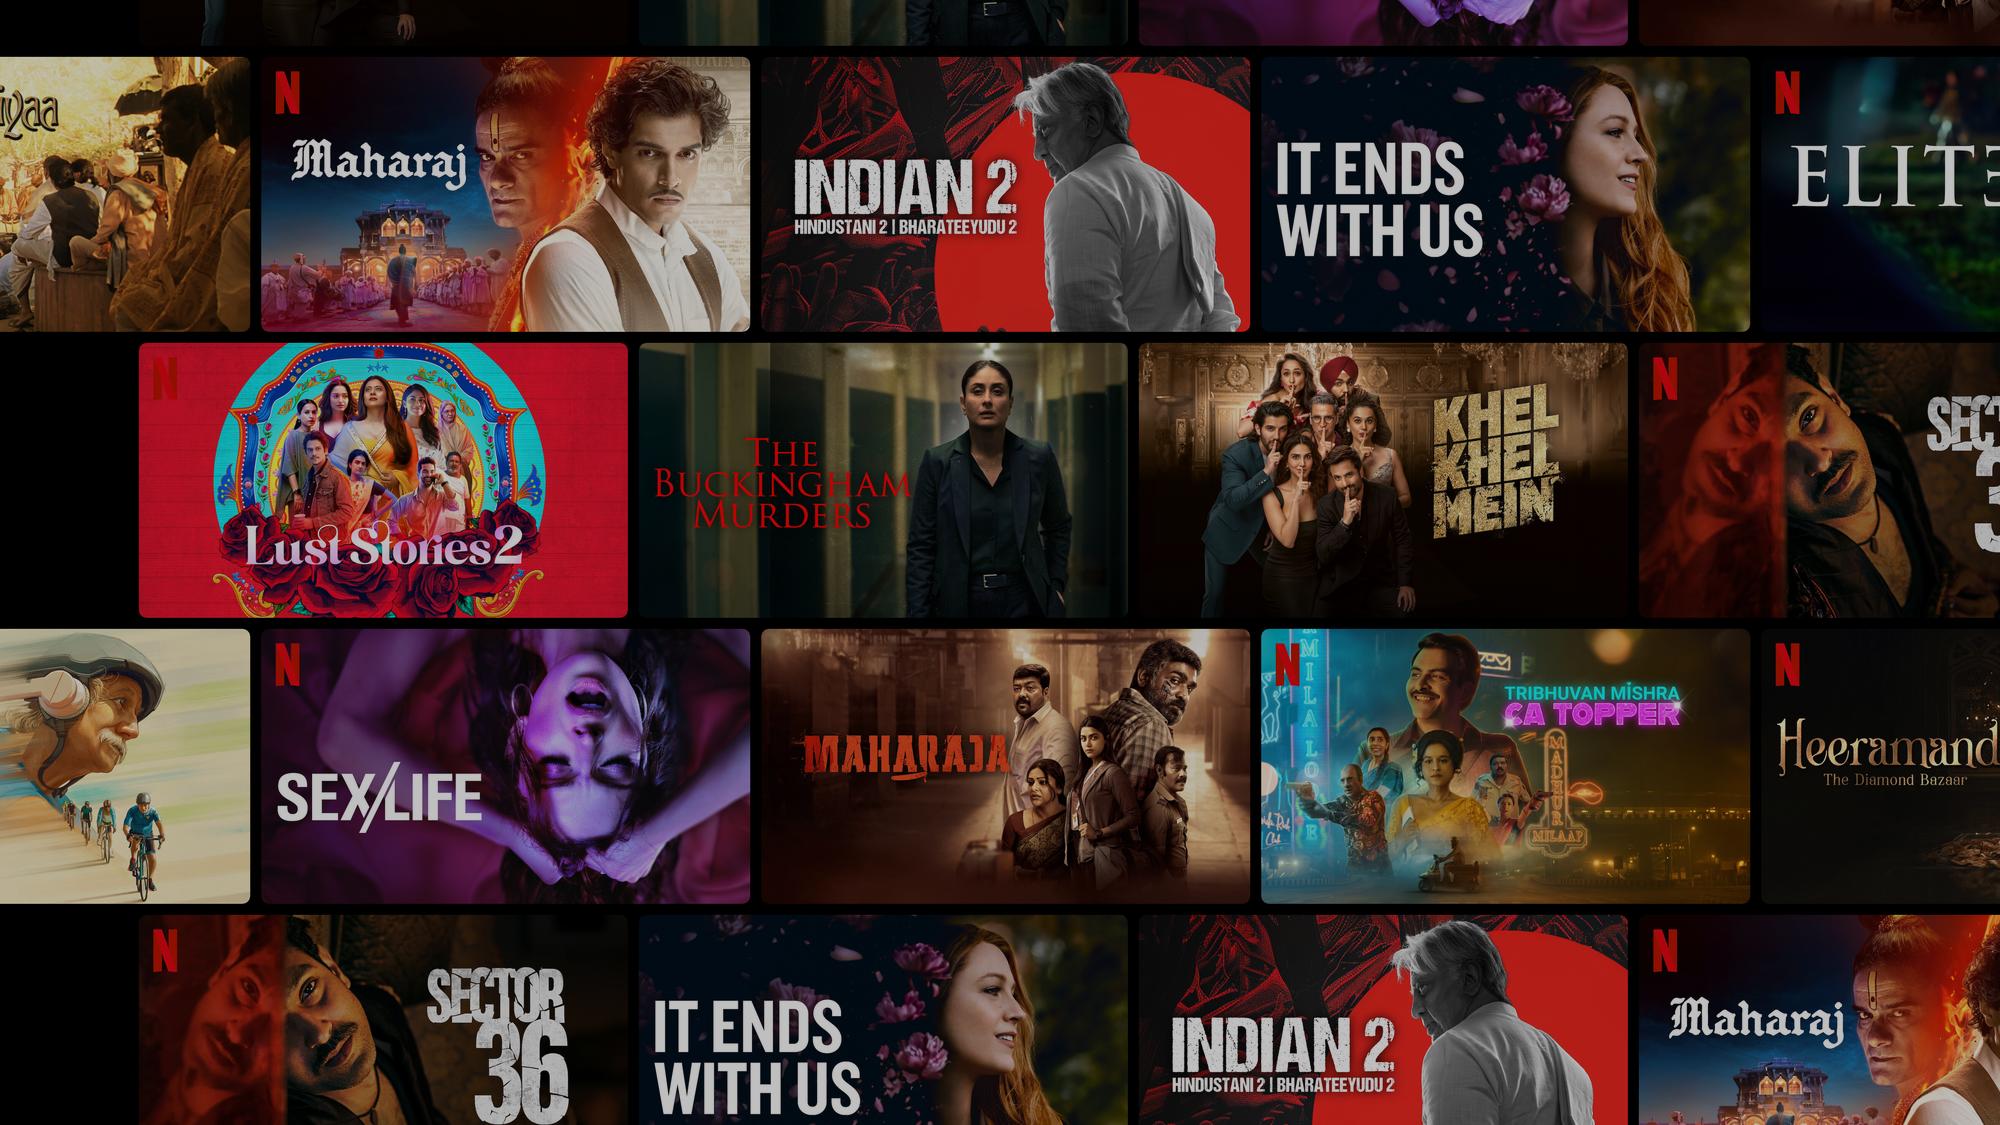 iyaa
Maharaj
INDIAN 2
HINDUSTANI 2 | BHARATEEYUDU 2
IT ENDS
WITH US
ELITE
Lust Stories 2
THE
BUCKINGHAM
MURDERS
KHEL
KHEL
MEIN
SECT
3
SEX/LIFE
MAHARAJA
TRIBHUVAN MISHRA
CA TOPPER
MADHUR
MILAAP
Heeramand
The Diamond Bazaar
SECTOR
36
IT ENDS
WITH US
INDIAN 2
HINDUSTANI 2 | BHARATEEYUDU 2
Maharaj